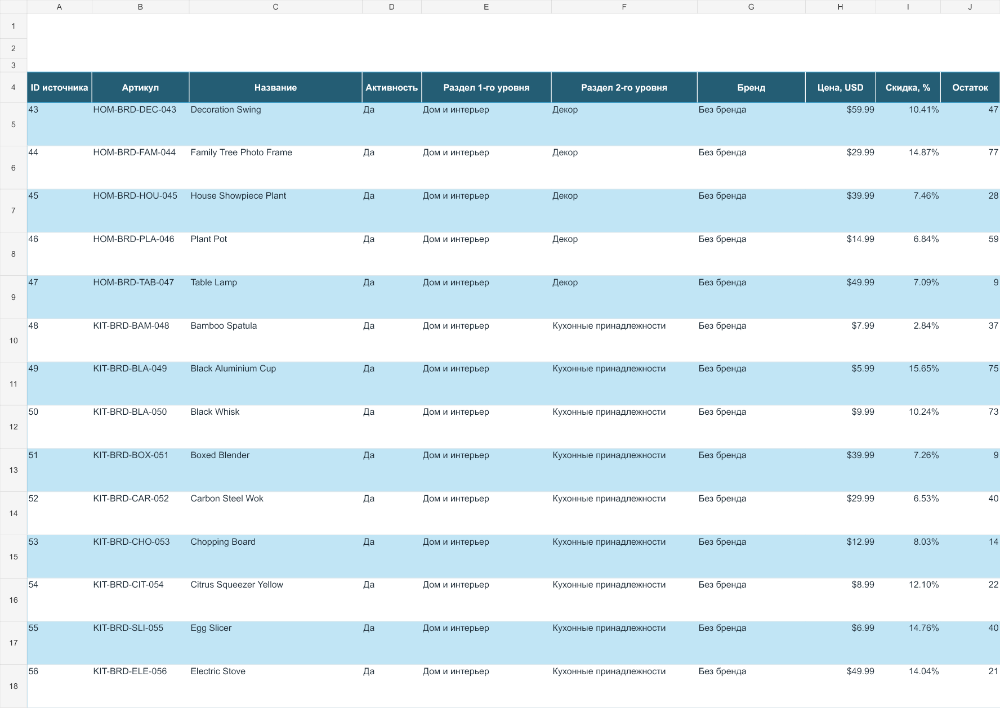 A B C D E F G H I J
1
2
3
4 ID источника Артикул Название Активность Раздел 1-го уровня Раздел 2-го уровня Бренд Цена, USD Скидка, % Остаток
5 43 HOM-BRD-DEC-043 Decoration Swing Да Дом и интерьер Декор Без бренда $59.99 10.41% 47
6 44 HOM-BRD-FAM-044 Family Tree Photo Frame Да Дом и интерьер Декор Без бренда $29.99 14.87% 77
7 45 HOM-BRD-HOU-045 House Showpiece Plant Да Дом и интерьер Декор Без бренда $39.99 7.46% 28
8 46 HOM-BRD-PLA-046 Plant Pot Да Дом и интерьер Декор Без бренда $14.99 6.84% 59
9 47 HOM-BRD-TAB-047 Table Lamp Да Дом и интерьер Декор Без бренда $49.99 7.09% 9
10 48 KIT-BRD-BAM-048 Bamboo Spatula Да Дом и интерьер Кухонные принадлежности Без бренда $7.99 2.84% 37
11 49 KIT-BRD-BLA-049 Black Aluminium Cup Да Дом и интерьер Кухонные принадлежности Без бренда $5.99 15.65% 75
12 50 KIT-BRD-BLA-050 Black Whisk Да Дом и интерьер Кухонные принадлежности Без бренда $9.99 10.24% 73
13 51 KIT-BRD-BOX-051 Boxed Blender Да Дом и интерьер Кухонные принадлежности Без бренда $39.99 7.26% 9
14 52 KIT-BRD-CAR-052 Carbon Steel Wok Да Дом и интерьер Кухонные принадлежности Без бренда $29.99 6.53% 40
15 53 KIT-BRD-CHO-053 Chopping Board Да Дом и интерьер Кухонные принадлежности Без бренда $12.99 8.03% 14
16 54 KIT-BRD-CIT-054 Citrus Squeezer Yellow Да Дом и интерьер Кухонные принадлежности Без бренда $8.99 12.10% 22
17 55 KIT-BRD-SLI-055 Egg Slicer Да Дом и интерьер Кухонные принадлежности Без бренда $6.99 14.76% 40
18 56 KIT-BRD-ELE-056 Electric Stove Да Дом и интерьер Кухонные принадлежности Без бренда $49.99 14.04% 21